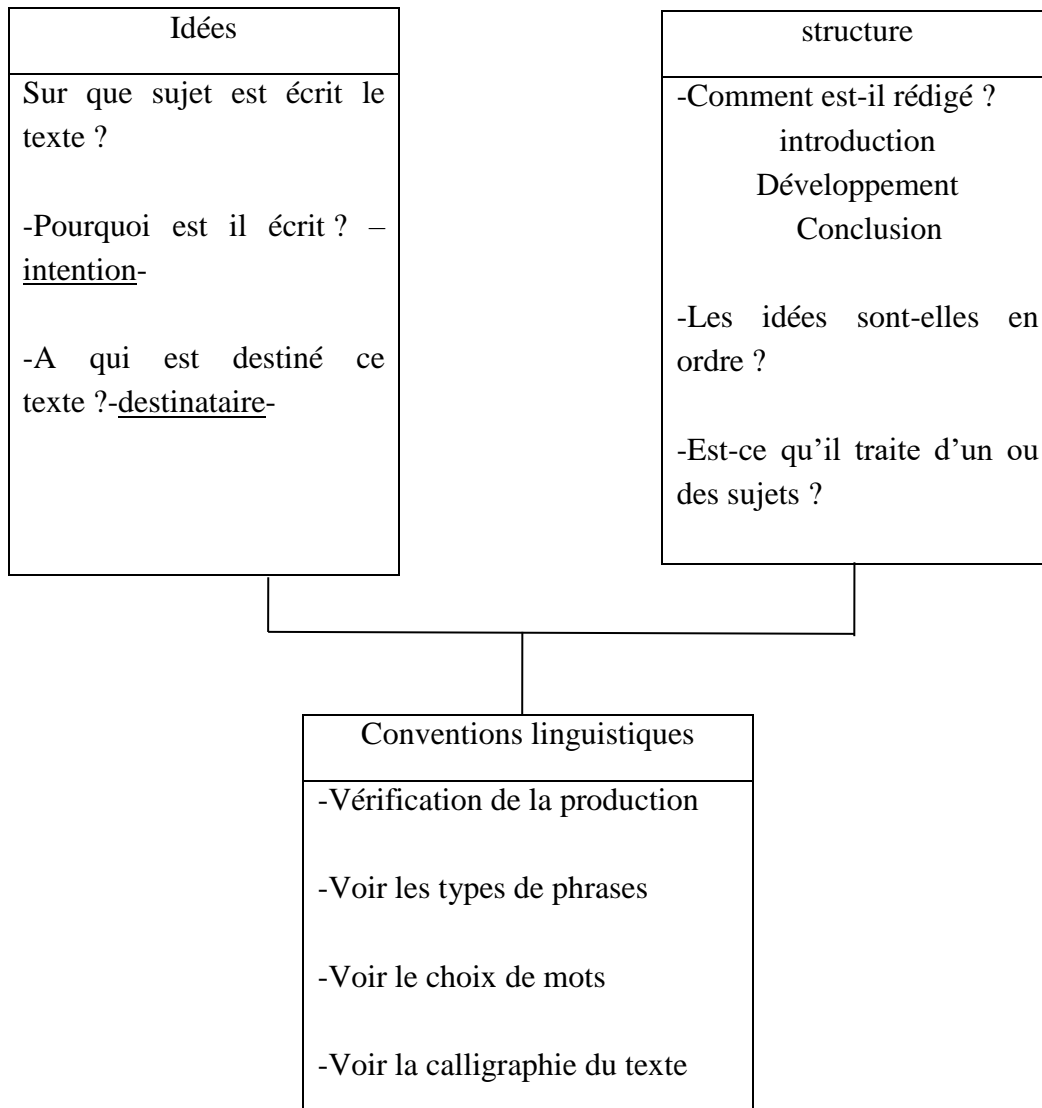 Idées
Sur que sujet est écrit le
texte ?
-Pourquoi est il écrit ? –
intention-
-A qui est destiné ce
texte ?-destinataire-
structure
-Comment est-il rédigé ?
introduction
Développement
Conclusion
-Les idées sont-elles en
ordre ?
-Est-ce qu’il traite d’un ou
des sujets ?
Conventions linguistiques
-Vérification de la production
-Voir les types de phrases
-Voir le choix de mots
-Voir la calligraphie du texte